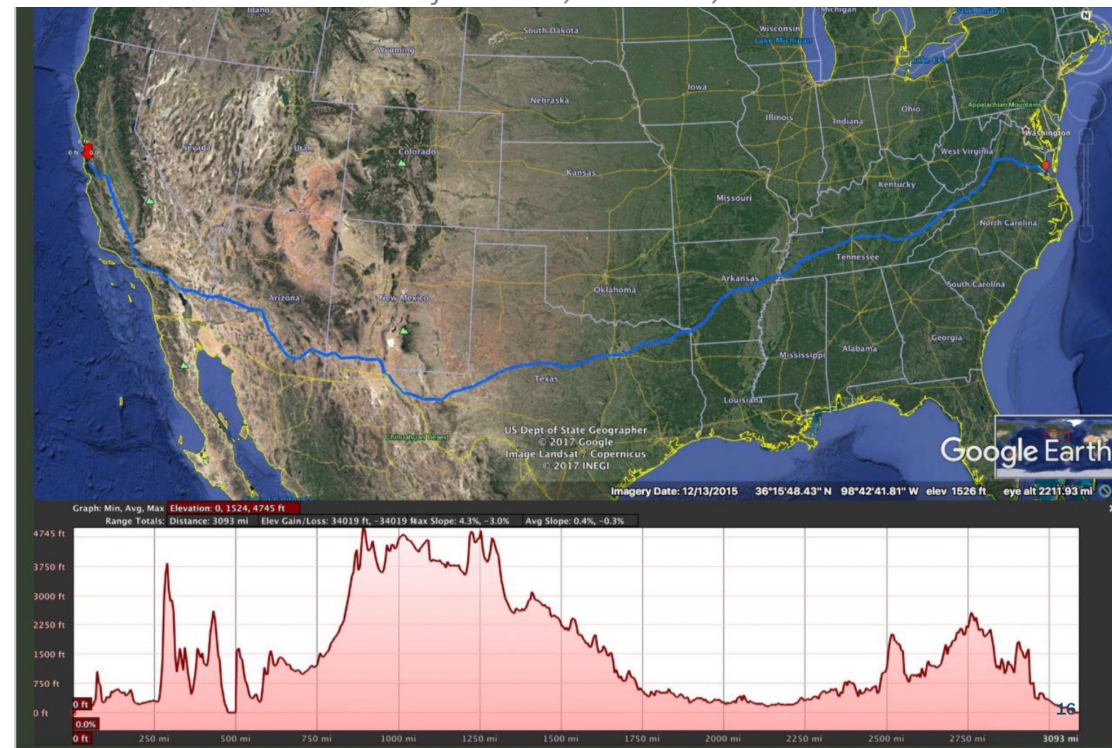 Idaho
South Dakota
Wisconsin
Michigan
Lake Michigan
Wyoming
Iowa
Nebraska
Illinois
Indiana
Ohio
Appalachian Mountains
Washington
Nevada
Utah
Colorado
Kansas
Missouri
West Virginia
Kentucky
North Carolina
Tennessee
Arizona
New Mexico
Oklahoma
Arkansas
South Carolina
Georgia
Alabama
Mississippi
Texas
Louisiana
Chihuahuan Desert
US Dept of State Geographer
© 2017 Google
Image Landsat / Copernicus
© 2017 INEGI
Google Earth
Imagery Date: 12/13/2015 36°15'48.43" N 98°42'41.81" W elev 1526 ft eye alt 2211.93 mi
Graph: Min, Avg, Max Elevation: 0, 1524, 4745 ft
Range Totals: Distance: 3093 mi Elev Gain/Loss: 34019 ft, -34019 ft Max Slope: 4.3%, -3.0% Avg Slope: 0.4%, -0.3%
4745 ft
3750 ft
3000 ft
2250 ft
1500 ft
750 ft
0 ft
0 ft
0.0%
0 ft
16
250 mi 500 mi 750 mi 1000 mi 1250 mi 1500 mi 1750 mi 2000 mi 2250 mi 2500 mi 2750 mi 3093 mi